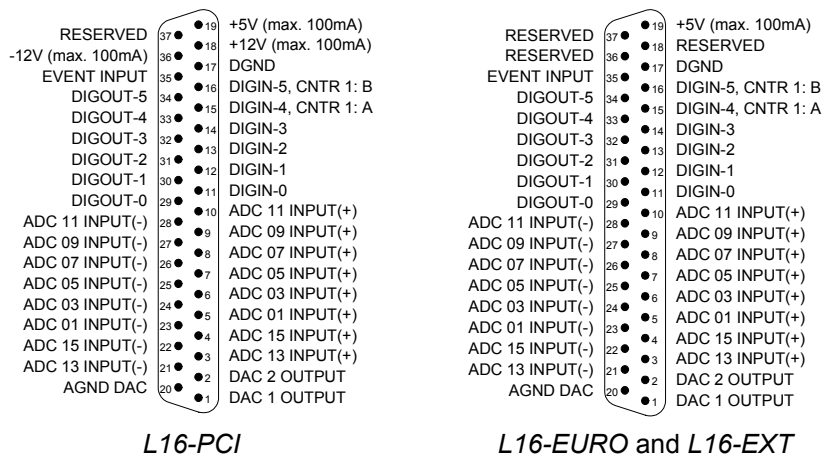 RESERVED 37 19 +5V (max. 100mA)
-12V (max. 100mA) 36 18 +12V (max. 100mA)
EVENT INPUT 35 17 DGND
DIGOUT-5 34 16 DIGIN-5, CNTR 1: B
DIGOUT-4 33 15 DIGIN-4, CNTR 1: A
DIGOUT-3 32 14 DIGIN-3
DIGOUT-2 31 13 DIGIN-2
DIGOUT-1 30 12 DIGIN-1
DIGOUT-0 29 11 DIGIN-0
ADC 11 INPUT(-) 28 10 ADC 11 INPUT(+)
ADC 09 INPUT(-) 27 9 ADC 09 INPUT(+)
ADC 07 INPUT(-) 26 8 ADC 07 INPUT(+)
ADC 05 INPUT(-) 25 7 ADC 05 INPUT(+)
ADC 03 INPUT(-) 24 6 ADC 03 INPUT(+)
ADC 01 INPUT(-) 23 5 ADC 01 INPUT(+)
ADC 15 INPUT(-) 22 4 ADC 15 INPUT(+)
ADC 13 INPUT(-) 21 3 ADC 13 INPUT(+)
AGND DAC 20 2 DAC 2 OUTPUT
1 DAC 1 OUTPUT
L16-PCI
RESERVED 37 19 +5V (max. 100mA)
RESERVED 36 18 RESERVED
EVENT INPUT 35 17 DGND
DIGOUT-5 34 16 DIGIN-5, CNTR 1: B
DIGOUT-4 33 15 DIGIN-4, CNTR 1: A
DIGOUT-3 32 14 DIGIN-3
DIGOUT-2 31 13 DIGIN-2
DIGOUT-1 30 12 DIGIN-1
DIGOUT-0 29 11 DIGIN-0
ADC 11 INPUT(-) 28 10 ADC 11 INPUT(+)
ADC 09 INPUT(-) 27 9 ADC 09 INPUT(+)
ADC 07 INPUT(-) 26 8 ADC 07 INPUT(+)
ADC 05 INPUT(-) 25 7 ADC 05 INPUT(+)
ADC 03 INPUT(-) 24 6 ADC 03 INPUT(+)
ADC 01 INPUT(-) 23 5 ADC 01 INPUT(+)
ADC 15 INPUT(-) 22 4 ADC 15 INPUT(+)
ADC 13 INPUT(-) 21 3 ADC 13 INPUT(+)
AGND DAC 20 2 DAC 2 OUTPUT
1 DAC 1 OUTPUT
L16-EURO and L16-EXT